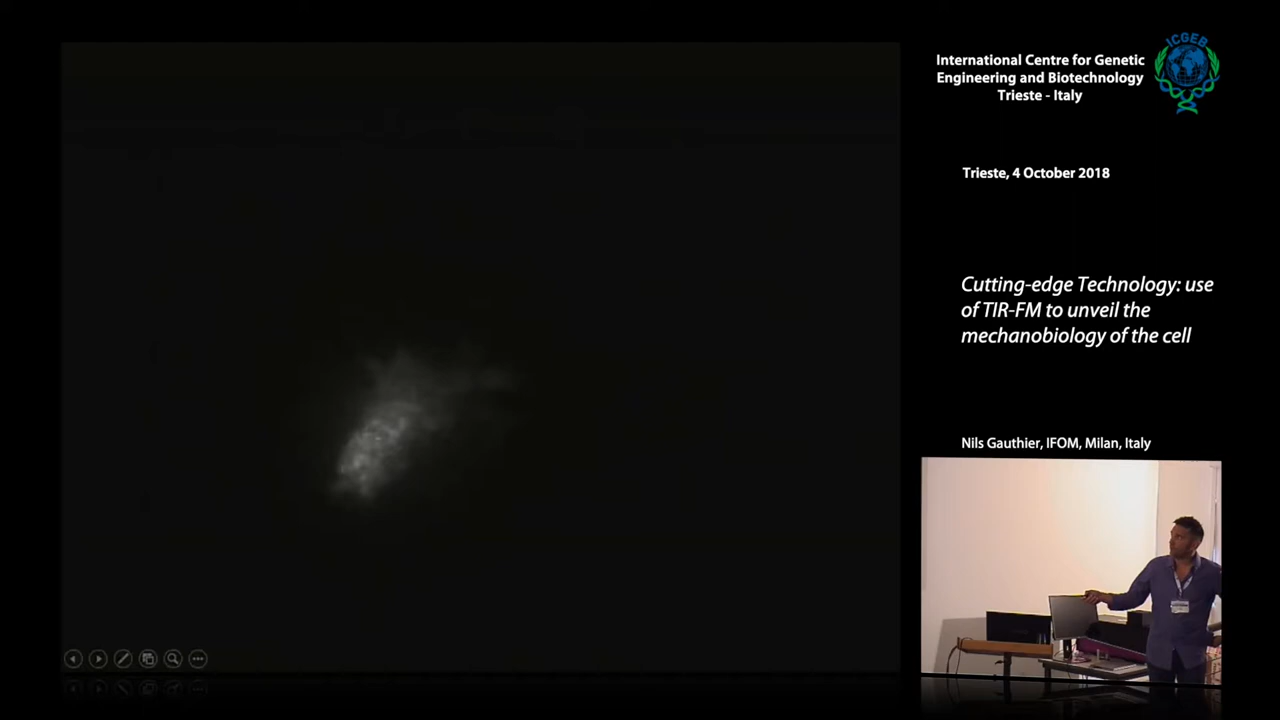 International Centre for Genetic
Engineering and Biotechnology
Trieste - Italy
ICGEB
Trieste, 4 October 2018
Cutting-edge Technology: use
of TIR-FM to unveil the
mechanobiology of the cell
Nils Gauthier, IFOM, Milan, Italy